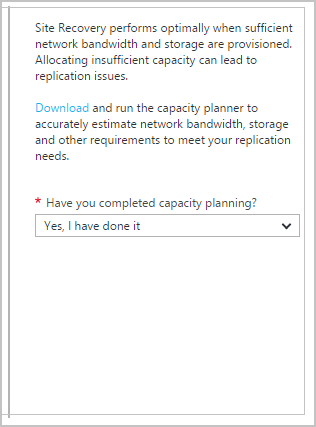 Site Recovery performs optimally when sufficient
network bandwidth and storage are provisioned.
Allocating insufficient capacity can lead to
replication issues.
Download and run the capacity planner to
accurately estimate network bandwidth, storage
and other requirements to meet your replication
needs.
* Have you completed capacity planning?
Yes, I have done it